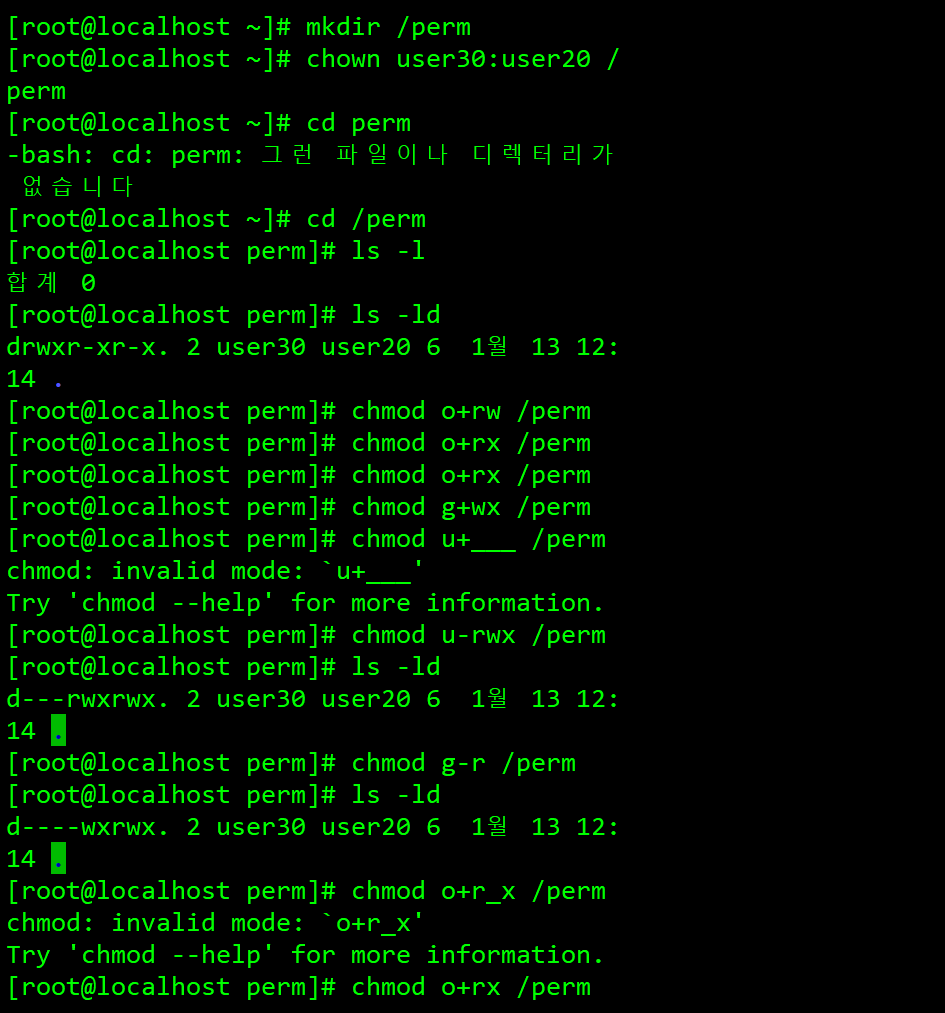 [root@localhost ~]# mkdir /perm
[root@localhost ~]# chown user30:user20 /
perm
[root@localhost ~]# cd perm
-bash: cd: perm: 그런 파일이나 디렉터리가
 없습니다
[root@localhost ~]# cd /perm
[root@localhost perm]# ls -l
합계 0
[root@localhost perm]# ls -ld
drwxr-xr-x. 2 user30 user20 6  1월 13 12:
14 .
[root@localhost perm]# chmod o+rw /perm
[root@localhost perm]# chmod o+rx /perm
[root@localhost perm]# chmod o+rx /perm
[root@localhost perm]# chmod g+wx /perm
[root@localhost perm]# chmod u+___ /perm
chmod: invalid mode: `u+___'
Try 'chmod --help' for more information.
[root@localhost perm]# chmod u-rwx /perm
[root@localhost perm]# ls -ld
d---rwxrwx. 2 user30 user20 6  1월 13 12:
14 .
[root@localhost perm]# chmod g-r /perm
[root@localhost perm]# ls -ld
d----wxrwx. 2 user30 user20 6  1월 13 12:
14 .
[root@localhost perm]# chmod o+r_x /perm
chmod: invalid mode: `o+r_x'
Try 'chmod --help' for more information.
[root@localhost perm]# chmod o+rx /perm